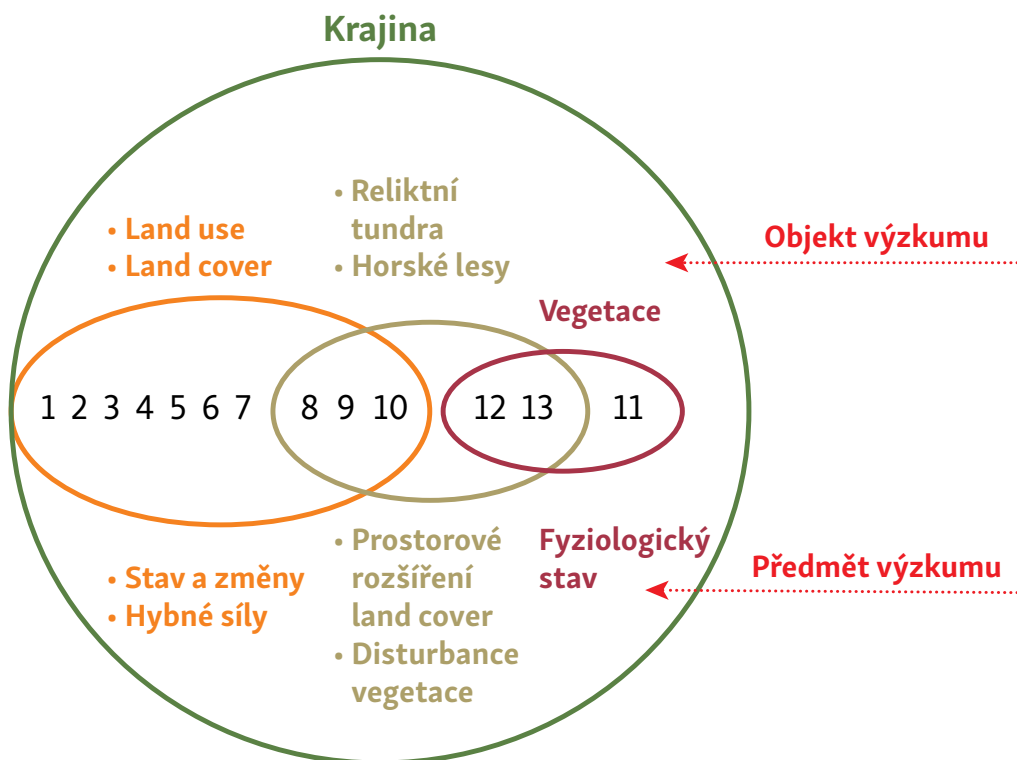 Krajina
• Reliktní
tundra
• Horské lesy
• Land use
• Land cover
Objekt výzkumu
Vegetace
1 2 3 4 5 6 7 8 9 10 12 13 11
• Stav a změny
• Hybné síly
• Prostorové
rozšíření
land cover
• Disturbance
vegetace
Fyziologický
stav
Předmět výzkumu